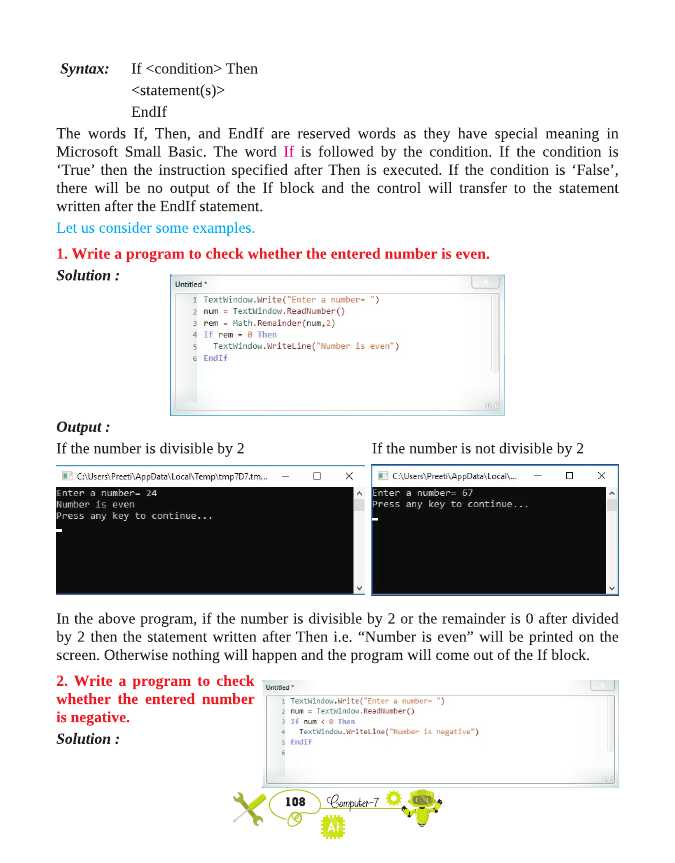 Syntax: If <condition> Then
<statement(s)>
EndIf
The words If, Then, and EndIf are reserved words as they have special meaning in
Microsoft Small Basic. The word If is followed by the condition. If the condition is
‘True’ then the instruction specified after Then is executed. If the condition is ‘False’,
there will be no output of the If block and the control will transfer to the statement
written after the EndIf statement.
Let us consider some examples.
1. Write a program to check whether the entered number is even.
Solution :
Untitled *
1 TextWindow.Write("Enter a number= ")
2 num = TextWindow.ReadNumber()
3 rem = Math.Remainder(num,2)
4 If rem = 0 Then
5 TextWindow.WriteLine("Number is even")
6 EndIf
Output :
If the number is divisible by 2
If the number is not divisible by 2
C:\Users\Preeti\AppData\Local\Temp\tmp7D7.tm...
Enter a number= 24
Number is even
Press any key to continue...
C:\Users\Preeti\AppData\Local\...
Enter a number= 67
Press any key to continue...
In the above program, if the number is divisible by 2 or the remainder is 0 after divided
by 2 then the statement written after Then i.e. “Number is even” will be printed on the
screen. Otherwise nothing will happen and the program will come out of the If block.
2. Write a program to check
whether the entered number
is negative.
Solution :
Untitled *
1 TextWindow.Write("Enter a number= ")
2 num = TextWindow.ReadNumber()
3 If num < 0 Then
4 TextWindow.WriteLine("Number is negative")
5 EndIf
6
108 Computer-7
AI